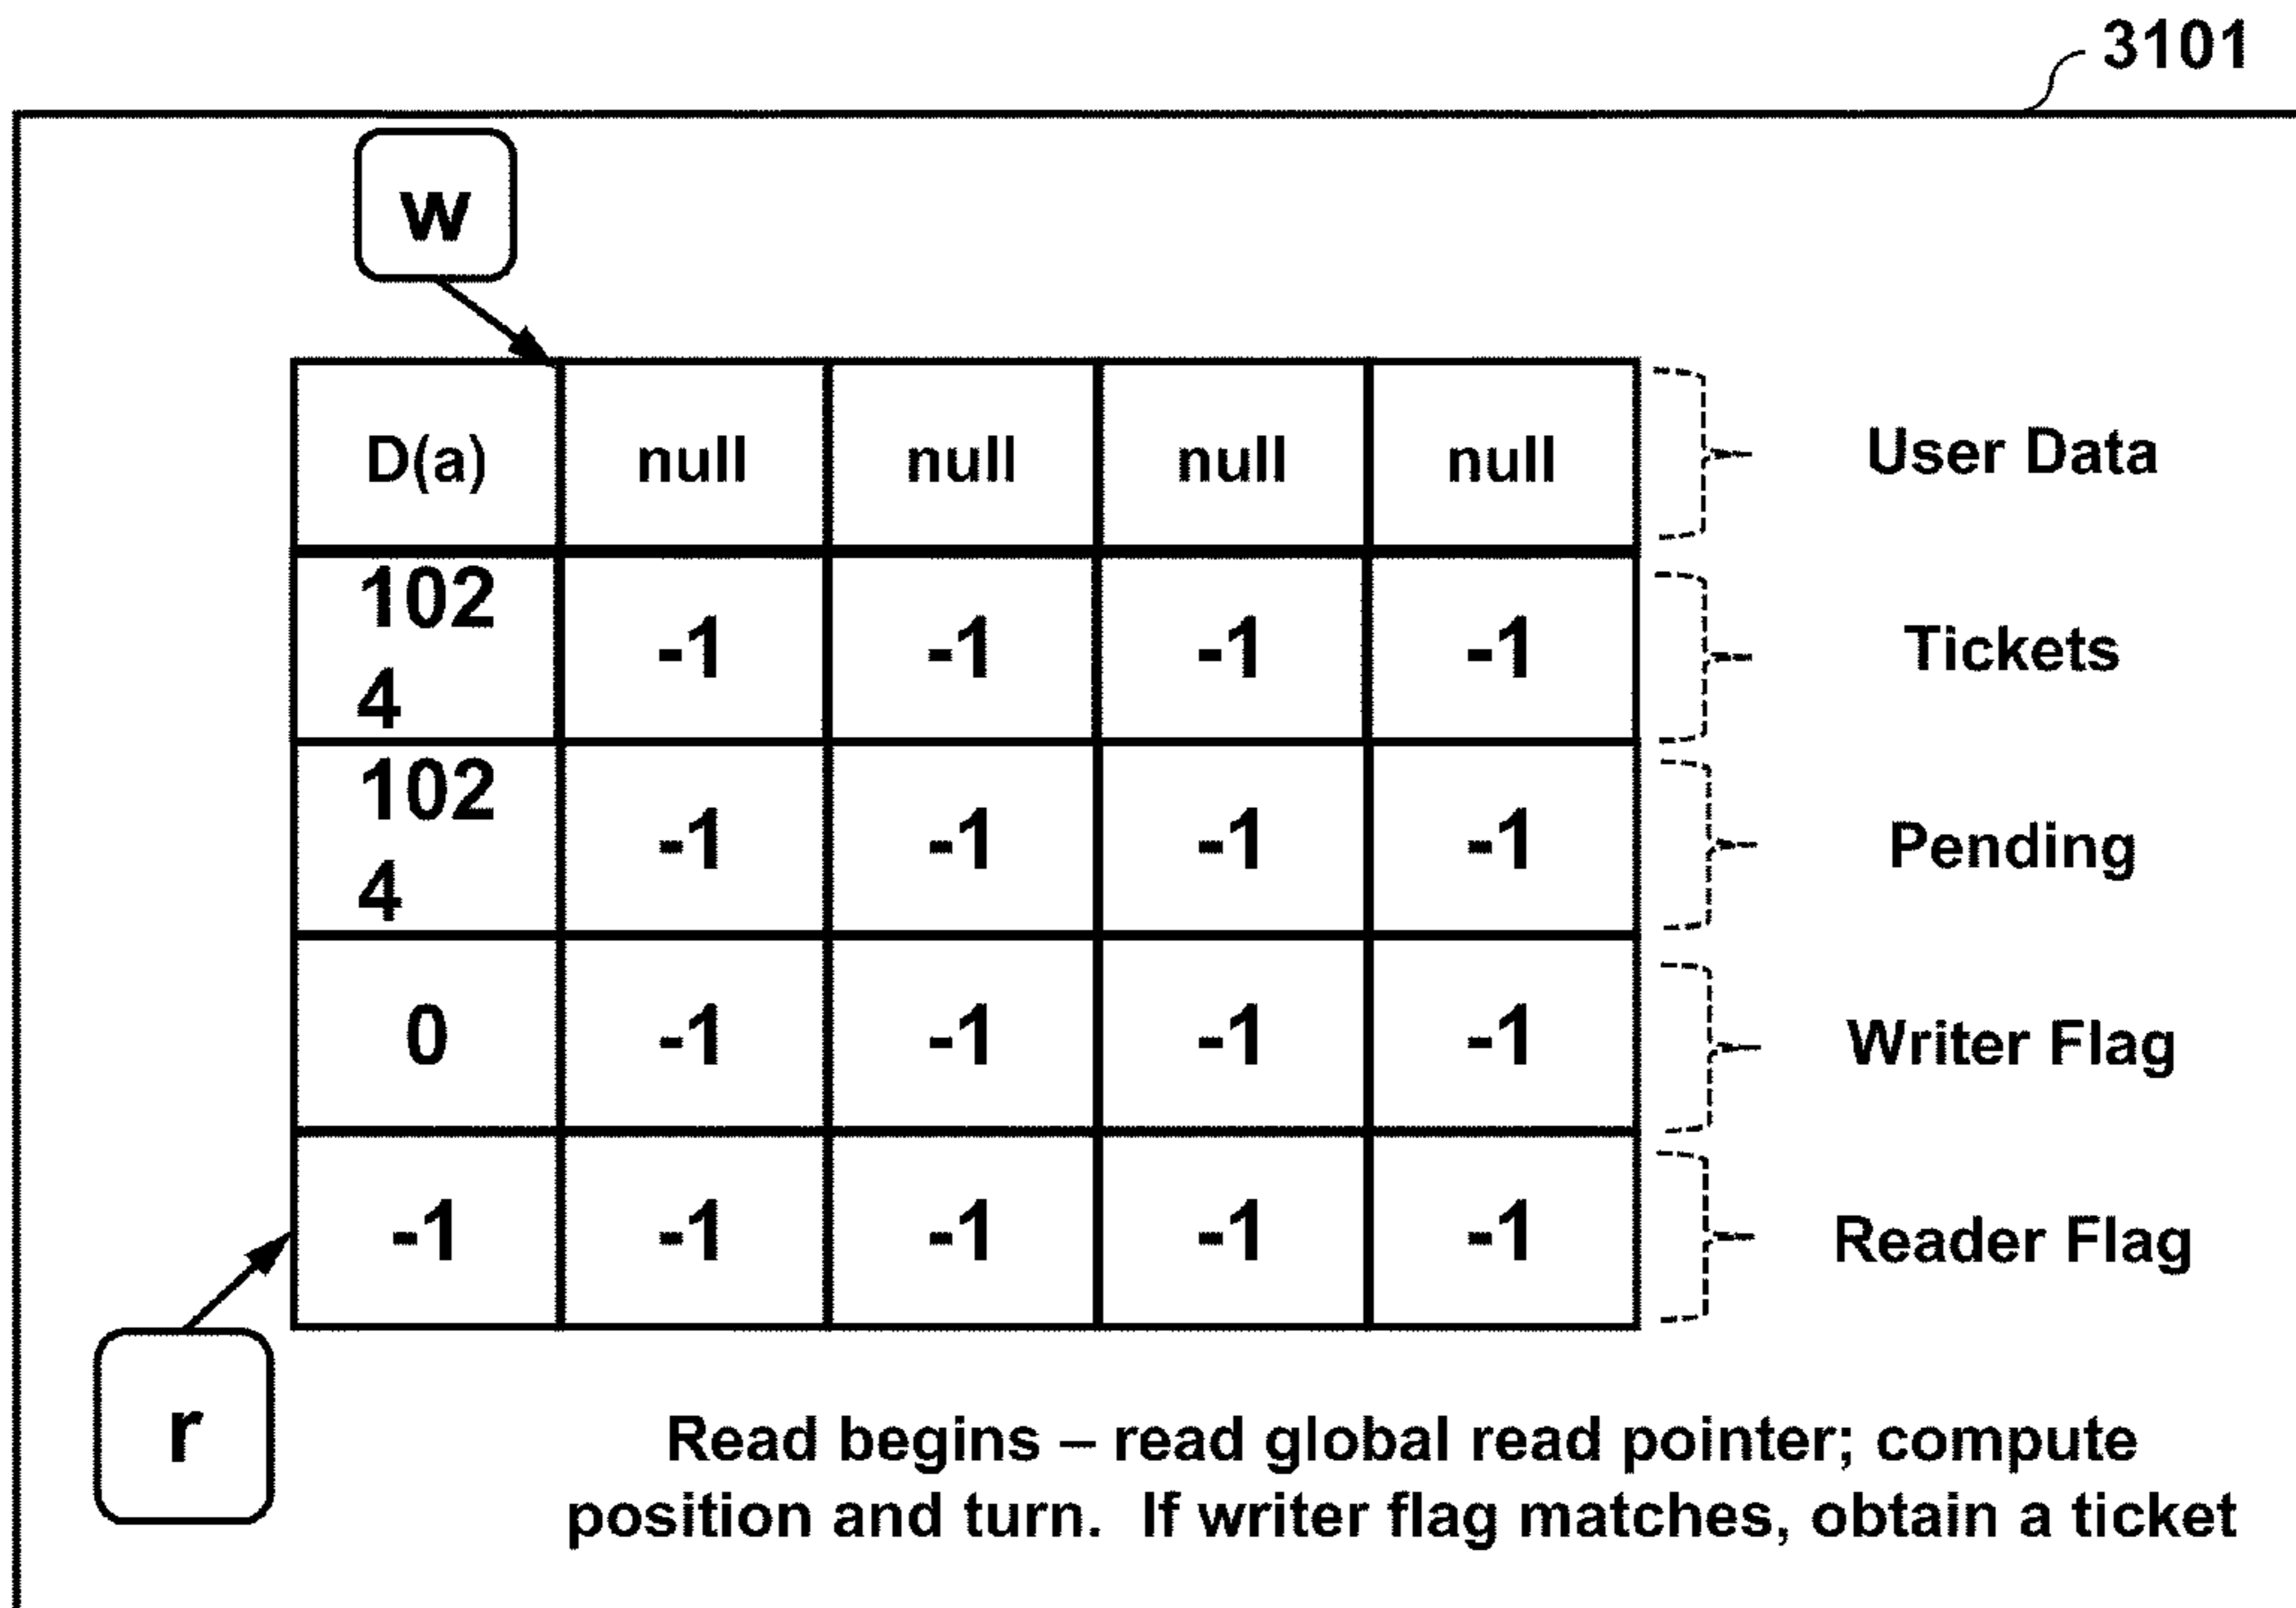 3101
w
D(a) null null null null User Data
102
4 -1 -1 -1 -1 Tickets
102
4 -1 -1 -1 -1 Pending
0 -1 -1 -1 -1 Writer Flag
-1 -1 -1 -1 -1 Reader Flag
r
Read begins – read global read pointer; compute
position and turn. If writer flag matches, obtain a ticket